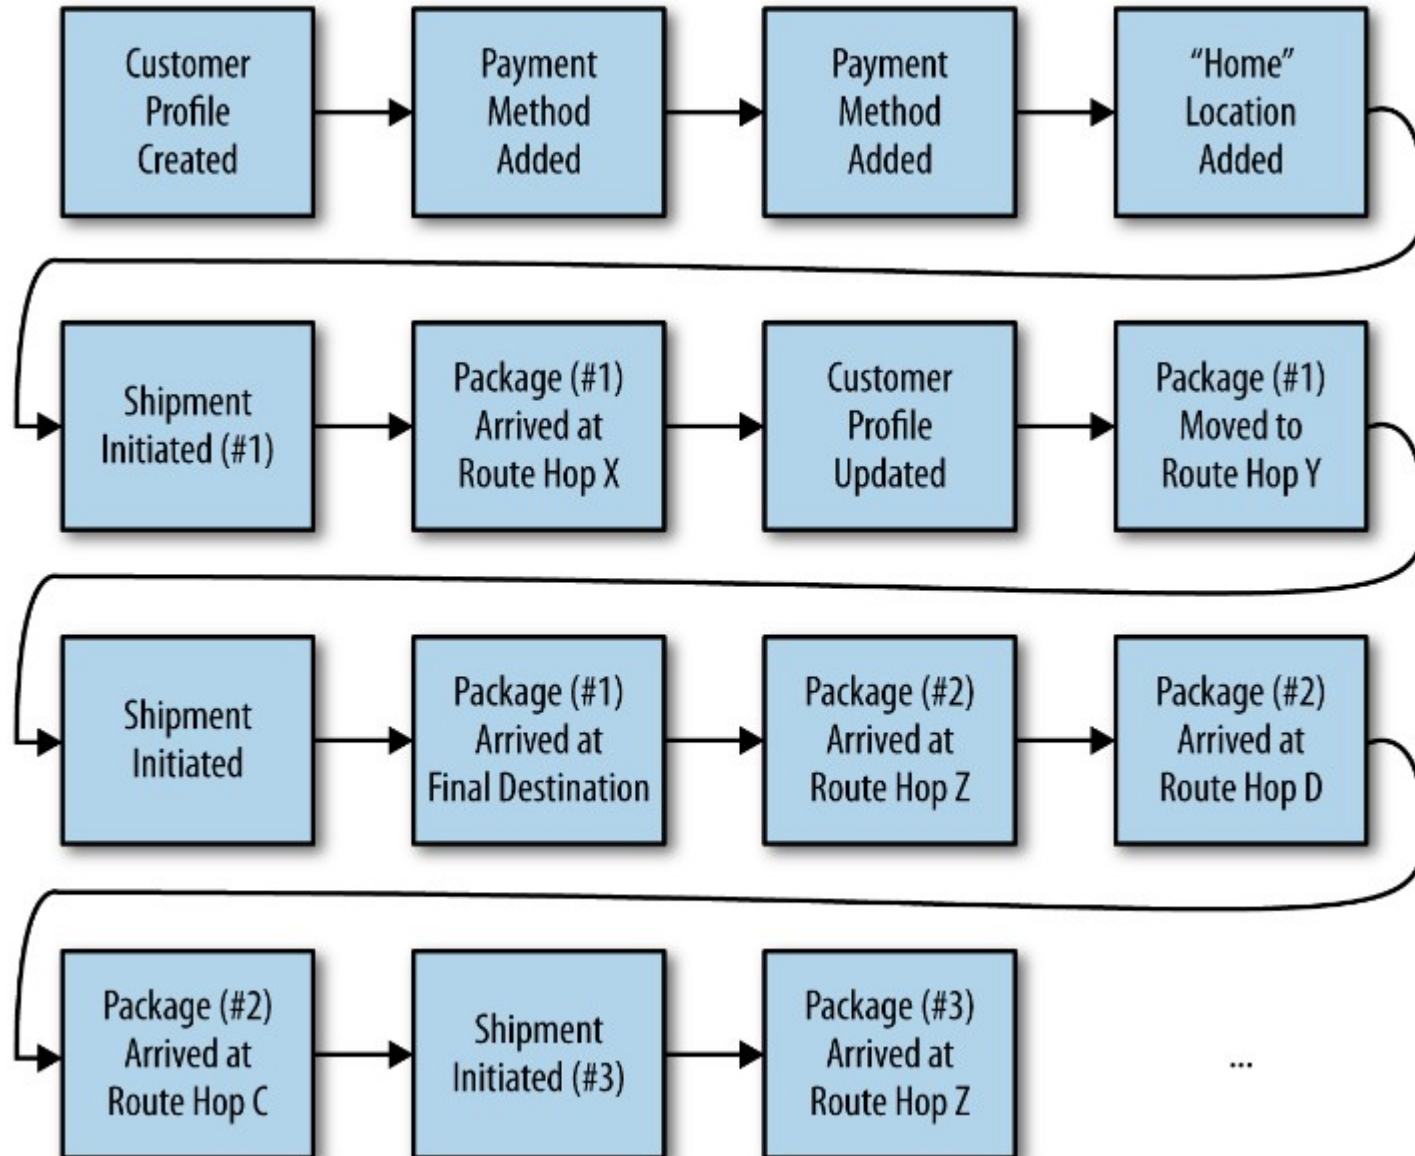 Customer
Profile
Created
Payment
Method
Added
Payment
Method
Added
“Home”
Location
Added
Shipment
Initiated (#1)
Package (#1)
Arrived at
Route Hop X
Customer
Profile
Updated
Package (#1)
Moved to
Route Hop Y
Shipment
Initiated
Package (#1)
Arrived at
Final Destination
Package (#2)
Arrived at
Route Hop Z
Package (#2)
Arrived at
Route Hop D
Package (#2)
Arrived at
Route Hop C
Shipment
Initiated (#3)
Package (#3)
Arrived at
Route Hop Z
...